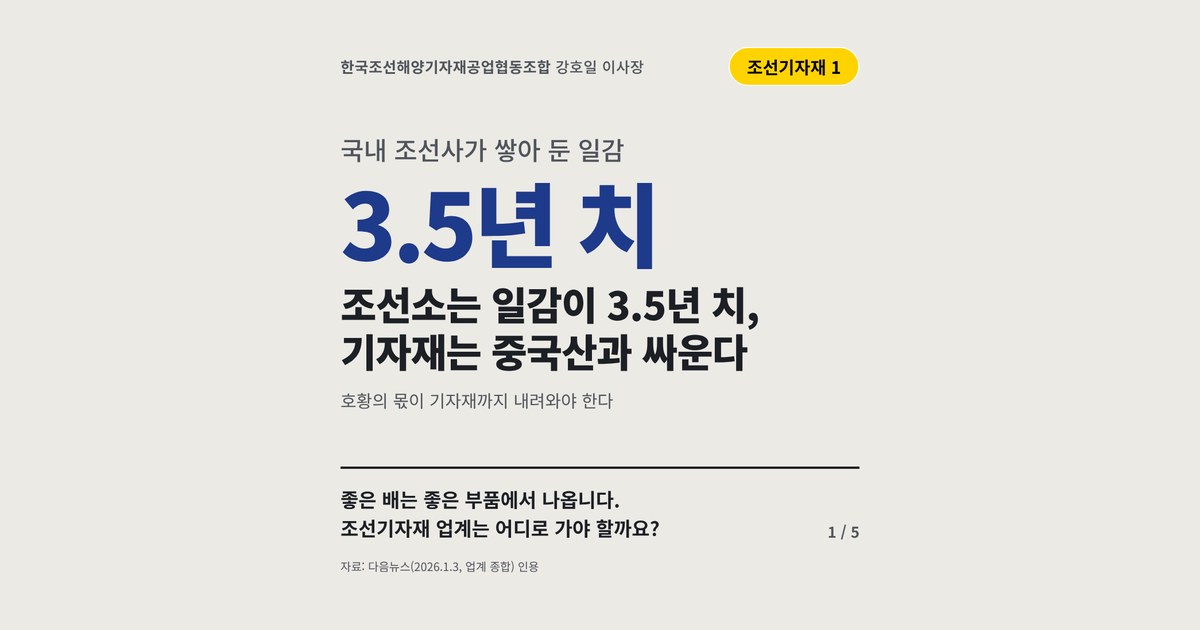 한국조선해양기자재공업협동조합 강호일 이사장
조선기자재 1
국내 조선사가 쌓아 둔 일감
3.5년 치
조선소는 일감이 3.5년 치,
기자재는 중국산과 싸운다
호황의 몫이 기자재까지 내려와야 한다
좋은 배는 좋은 부품에서 나옵니다.
조선기자재 업계는 어디로 가야 할까요?
1 / 5
자료: 다음뉴스(2026.1.3, 업계 종합) 인용